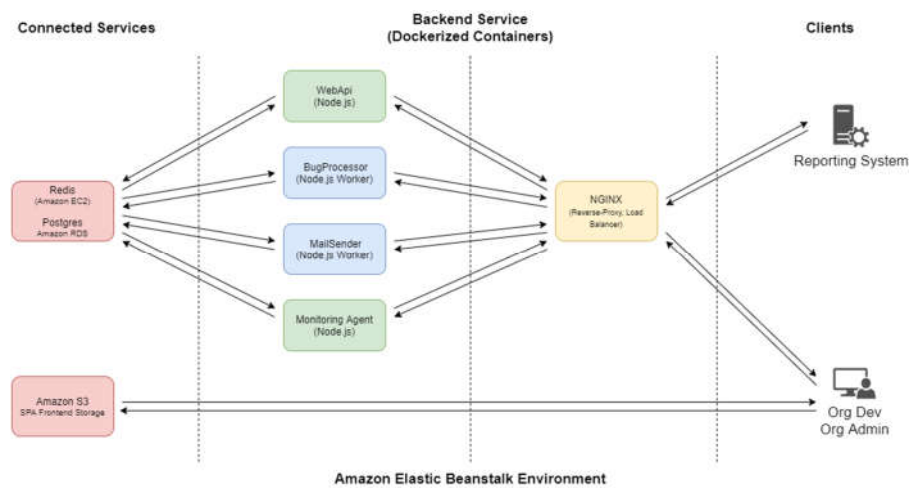 Connected Services
Backend Service
(Dockerized Containers)
Clients
WebApi
(Node.js)
BugProcessor
(Node.js Worker)
Redis
(Amazon EC2)
Postgres
Amazon RDS
MailSender
(Node.js Worker)
Monitoring Agent
(Node.js)
NGINX
(Reverse-Proxy, Load
Balancer)
Reporting System
Amazon S3
SPA Frontend Storage
Org Dev
Org Admin
Amazon Elastic Beanstalk Environment